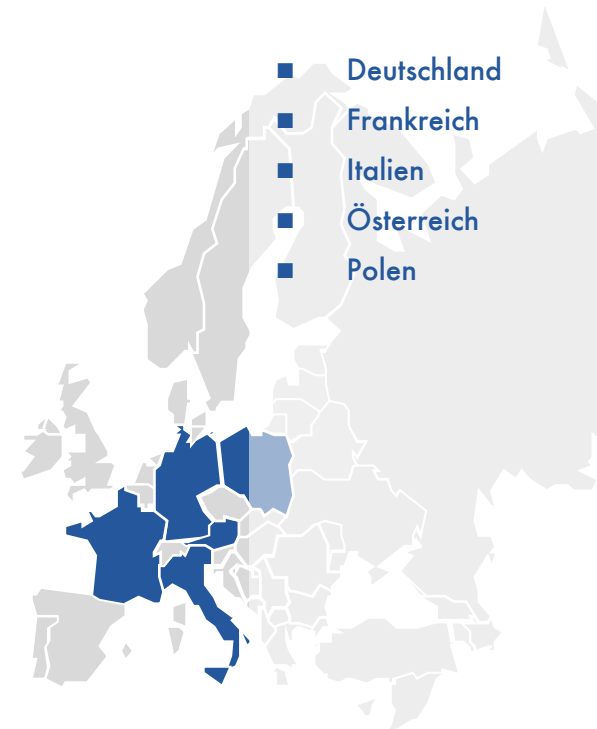 Deutschland
Frankreich
Italien
Österreich
Polen